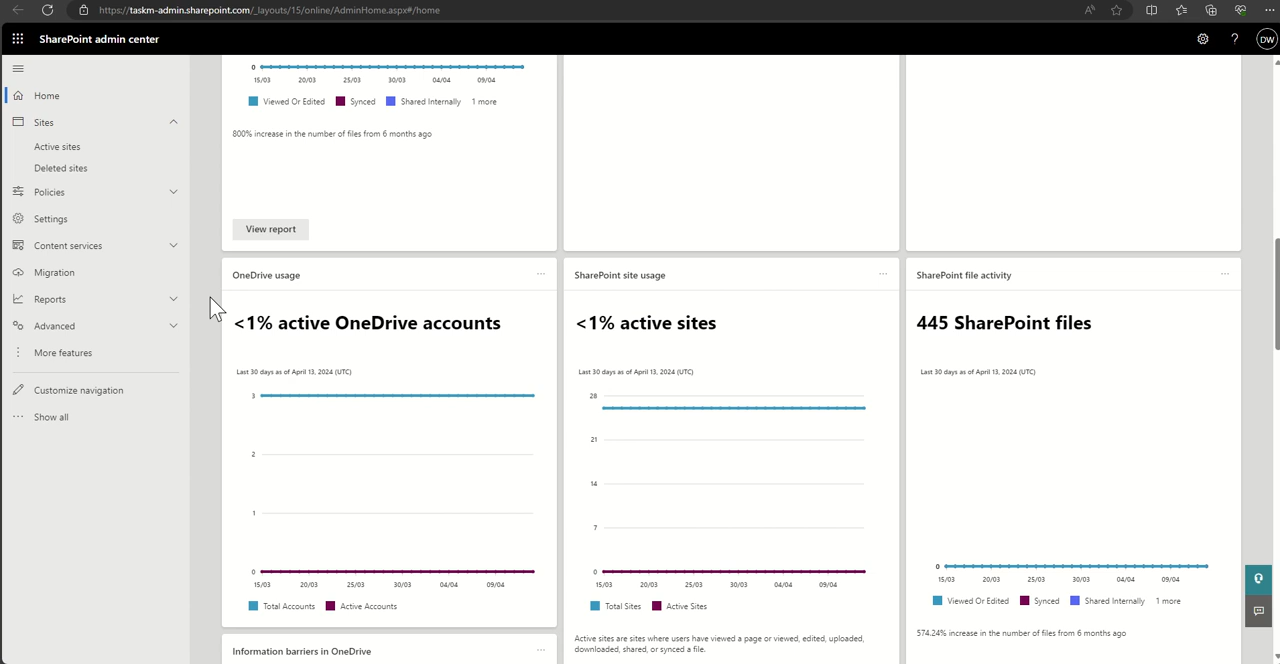 https://taskm-admin.sharepoint.com/_layouts/15/online/AdminHome.aspx#/home
SharePoint admin center
?
DW
Home
Sites
Active sites
Deleted sites
Policies
Settings
Content services
Migration
Reports
Advanced
More features
Customize navigation
Show all
0
15/03 20/03 25/03 30/03 04/04 09/04
Viewed Or Edited Synced Shared Internally 1 more
800% increase in the number of files from 6 months ago
View report
OneDrive usage
<1% active OneDrive accounts
Last 30 days as of April 13, 2024 (UTC)
3
2
1
0
15/03 20/03 25/03 30/03 04/04 09/04
Total Accounts Active Accounts
Information barriers in OneDrive
SharePoint site usage
<1% active sites
Last 30 days as of April 13, 2024 (UTC)
28
21
14
7
0
15/03 20/03 25/03 30/03 04/04 09/04
Total Sites Active Sites
Active sites are sites where users have viewed a page or viewed, edited, uploaded,
downloaded, shared, or synced a file.
SharePoint file activity
445 SharePoint files
Last 30 days as of April 13, 2024 (UTC)
0
15/03 20/03 25/03 30/03 04/04 09/04
Viewed Or Edited Synced Shared Internally 1 more
574.24% increase in the number of files from 6 months ago